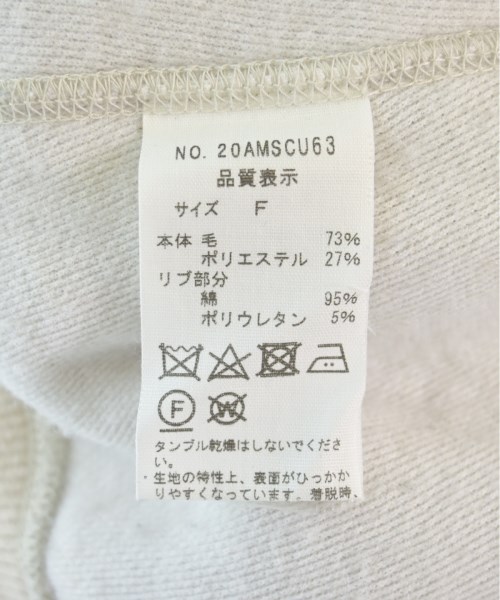 NO. 20AMSCU63
品質表示
サイズ F
本体 毛 73%
ポリエステル 27%
リブ部分
綿 95%
ポリウレタン 5%
F W
タンブル乾燥はしないでくださ
い。
・生地の特性上、表面がひっかか
りやすくなっています。着脱時、